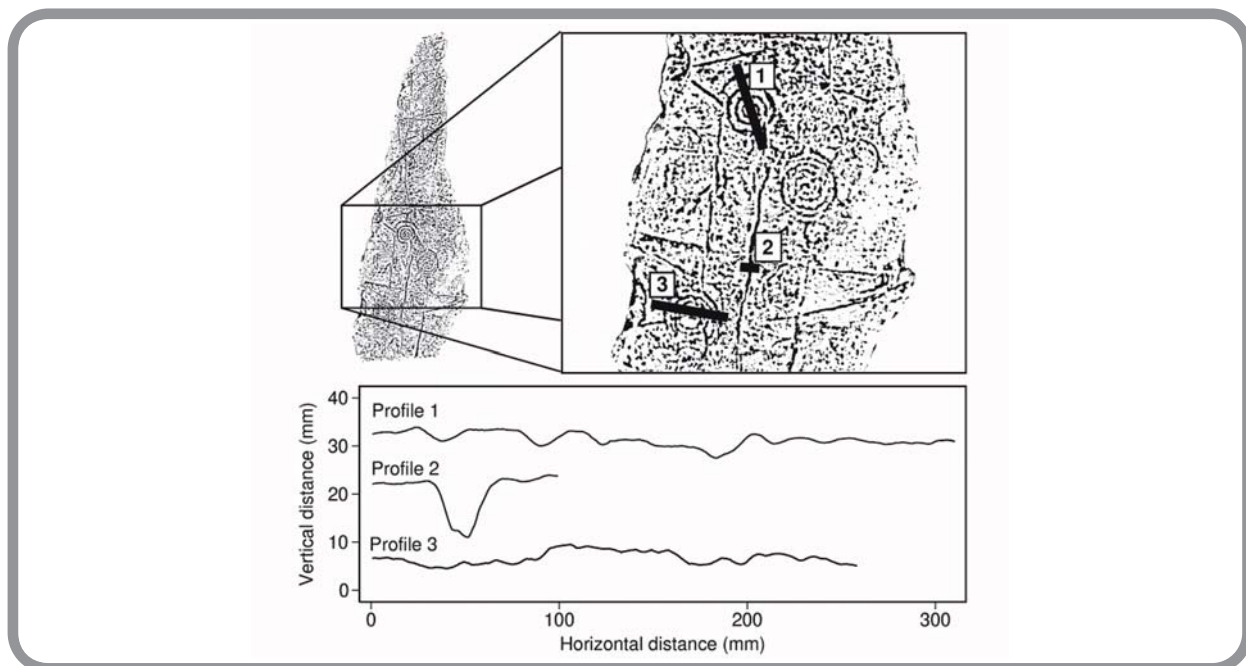 1
2
3
40
30
20
10
0
Vertical distance (mm)
Profile 1
Profile 2
Profile 3
0 100 200 300
Horizontal distance (mm)